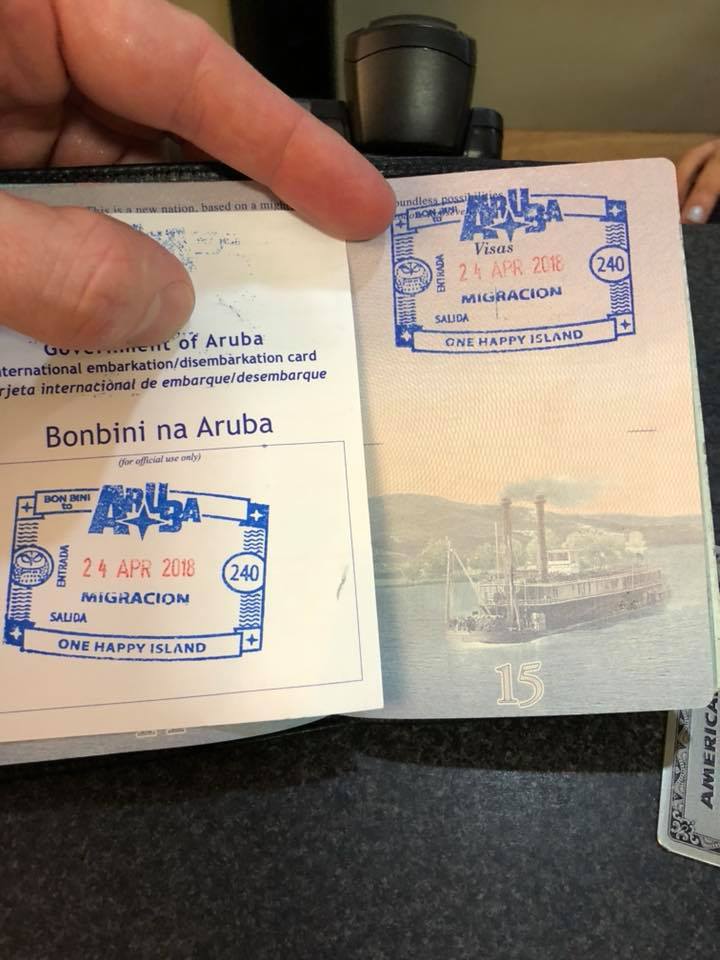 This is a new nation, based on a
Government of Aruba
nternational embarkation/disembarkation card
rjeta internacional de embarque/desembarque
Bonbini na Aruba
(for official use only)
BON BINI
to
ARUBA
ENTRADA
24 APR 2018
240
MIGRACION
SALIDA
ONE HAPPY ISLAND
oundless possibilities
BON BINI
to
ARUBA
Visas
ENTRADA
24 APR 2018
240
MIGRACION
SALIDA
ONE HAPPY ISLAND
15
AMERICA